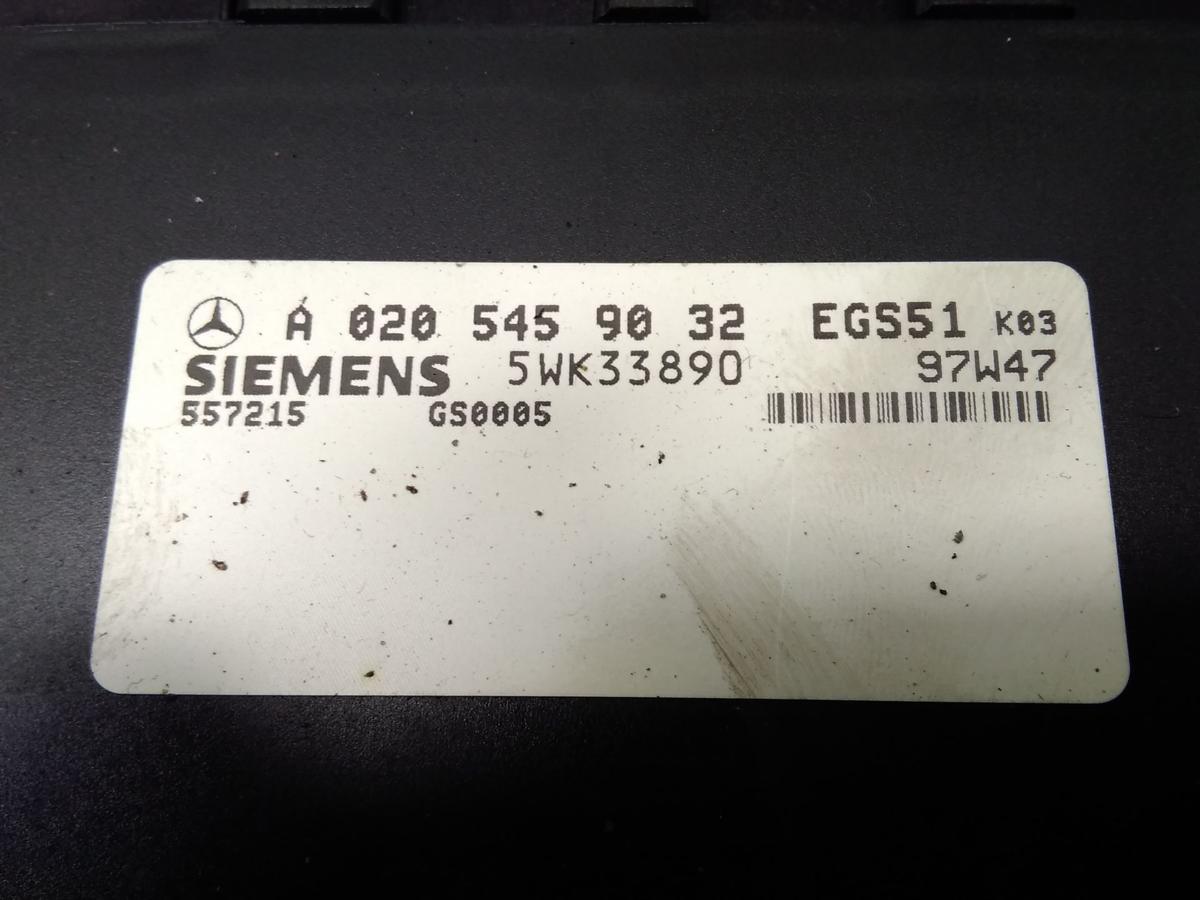 A 020 545 90 32 EGS51 K03
SIEMENS 5WK33890 97W47
557215 GS0005